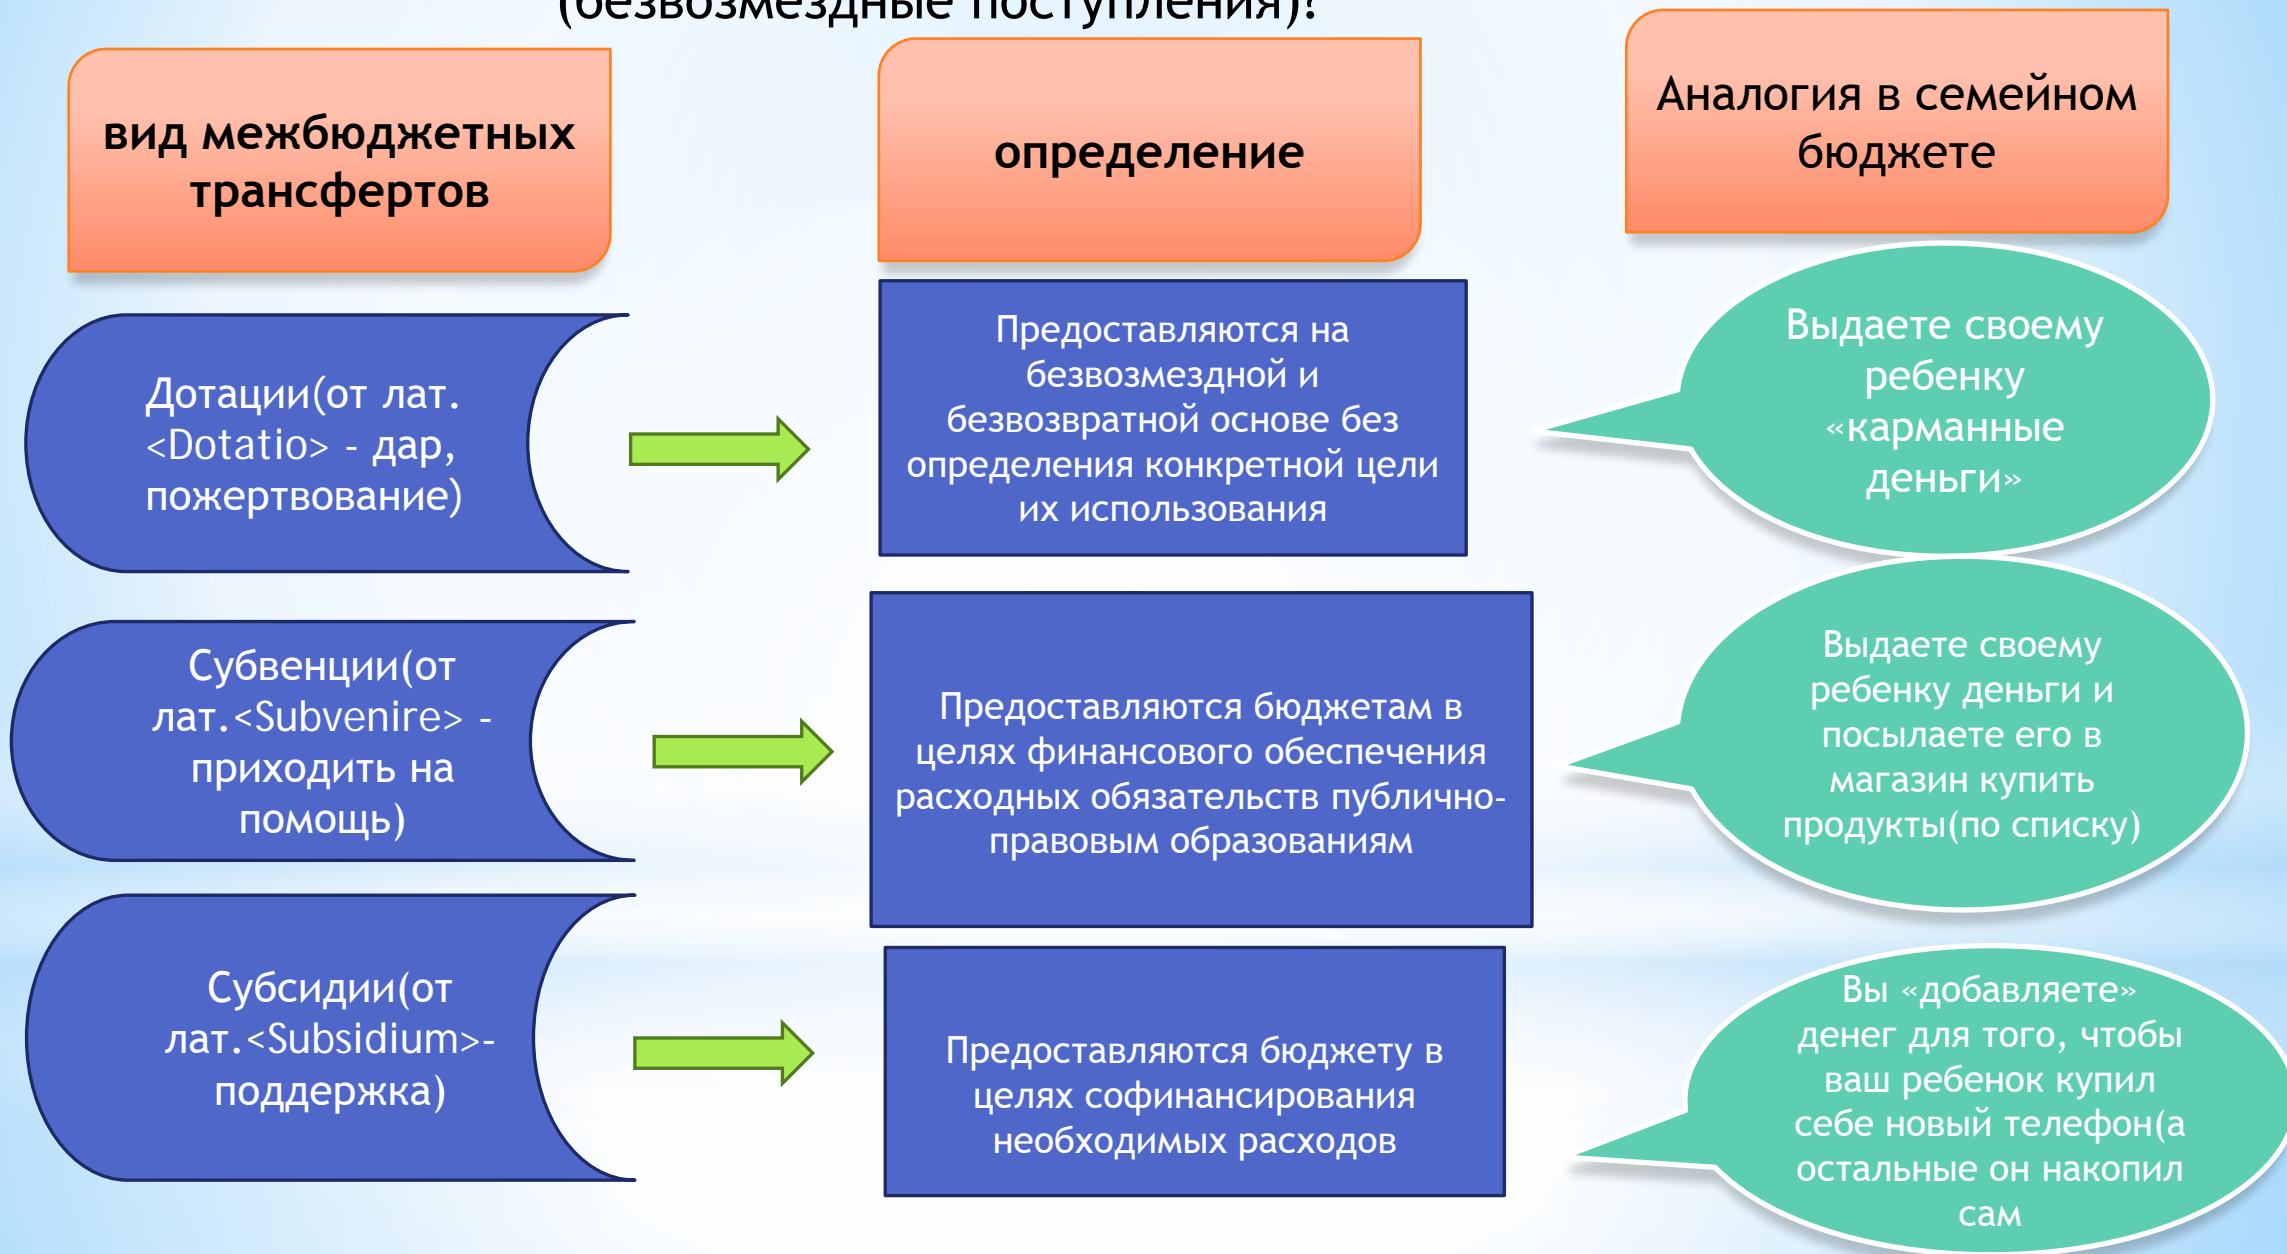 (безвозмездные поступления)?
вид межбюджетных
трансфертов
определение
Аналогия в семейном
бюджете
Дотации(от лат.
<Dotatio> - дар,
пожертвование)
Предоставляются на
безвозмездной и
безвозвратной основе без
определения конкретной цели
их использования
Выдаете своему
ребенку
«карманные
деньги»
Субвенции(от
лат.<Subvenire> -
приходить на
помощь)
Предоставляются бюджетам в
целях финансового обеспечения
расходных обязательств публично-
правовым образованиям
Выдаете своему
ребенку деньги и
посылаете его в
магазин купить
продукты(по списку)
Субсидии(от
лат.<Subsidium>-
поддержка)
Предоставляются бюджету в
целях софинансирования
необходимых расходов
Вы «добавляете»
денег для того, чтобы
ваш ребенок купил
себе новый телефон(а
остальные он накопил
сам